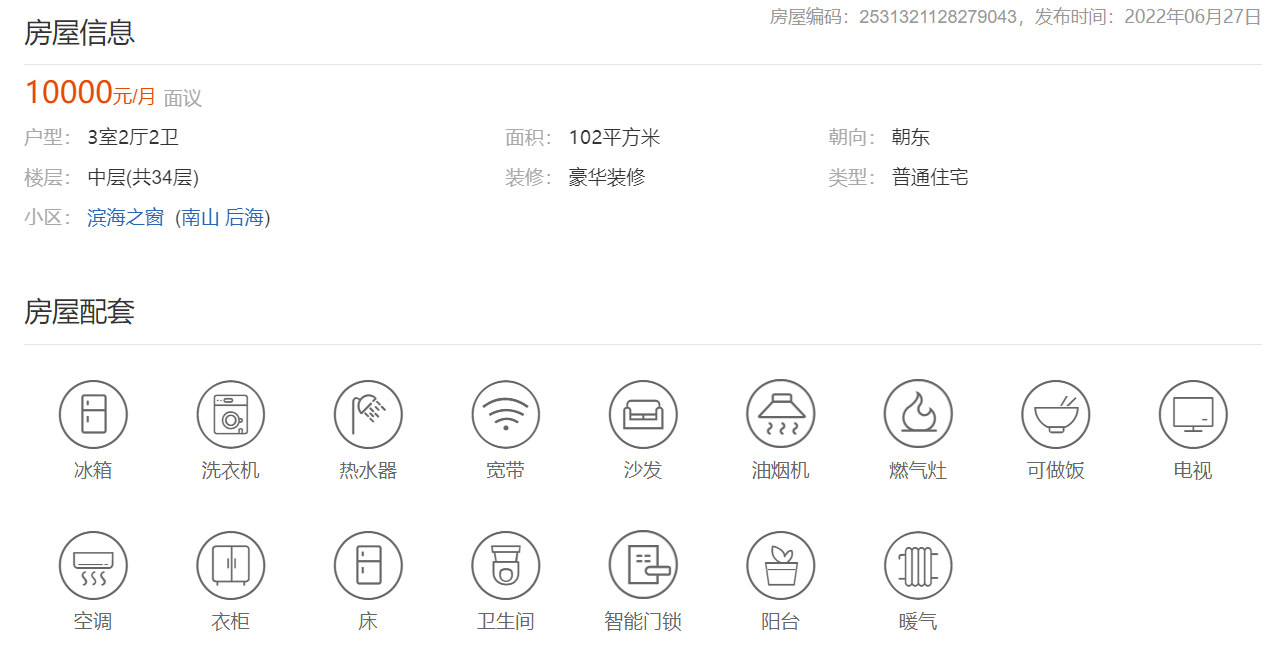 房屋信息
房屋编码：2531321128279043，发布时间：2022年06月27日
10000元/月 面议
户型： 3室2厅2卫 面积： 102平方米 朝向： 朝东
楼层： 中层(共34层) 装修： 豪华装修 类型： 普通住宅
小区： 滨海之窗 (南山 后海)
房屋配套
冰箱 洗衣机 热水器 宽带 沙发 油烟机 燃气灶 可做饭 电视
空调 衣柜 床 卫生间 智能门锁 阳台 暖气